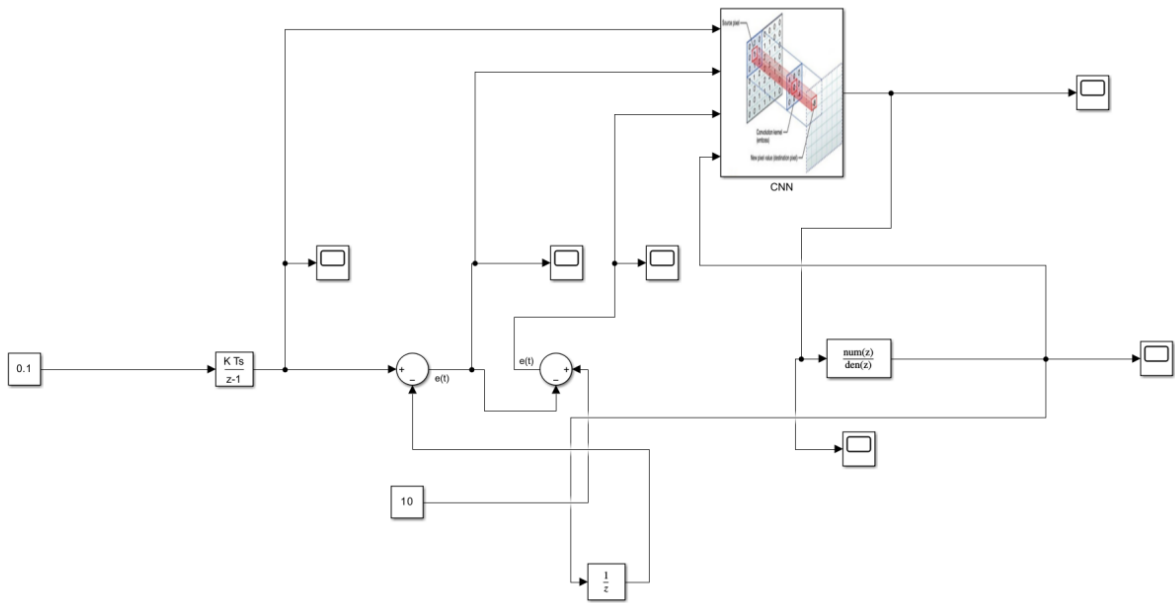 Source pixel
Convolution kernel
(emboss)
New pixel value (destination pixel)
CNN
0.1
K Ts
z-1
+
−
e(t)
e(t)
+
−
num(z)
den(z)
10
1
z